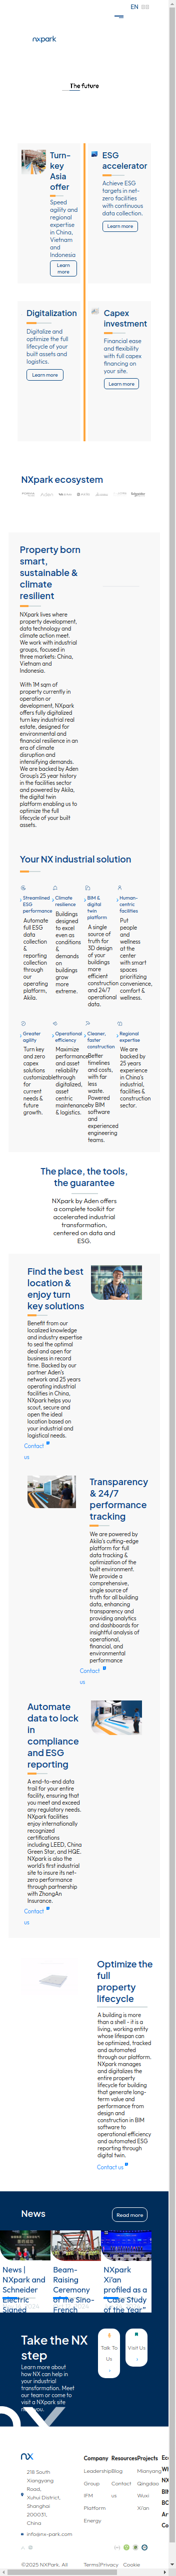 EN
nxpark
The future
Turn-
key
Asia
offer
Speed
agility and
regional
expertise
in China,
Vietnam
and
Indonesia
Learn
more
ESG
accelerator
Achieve ESG
targets in net-
zero facilities
with continuous
data collection.
Learn more
Digitalization
Digitalize and
optimize the full
lifecycle of your
built assets and
logistics.
Learn more
Capex
investment
Financial ease
and flexibility
with full capex
financing on
your site.
Learn more
NXpark ecosystem
Schneider
Property born
smart,
sustainable &
climate
resilient
NXpark lives where
property development,
technology and
climate action meet.
We work with industrial
groups, focused in
three markets: China,
Vietnam and
Indonesia.
With 1M sqm of
property currently in
operation or
development, NXpark
offers fully digitalized
turn key industrial real
estate, designed for
environmental and
financial resilience in an
era of climate
disruption and
intensifying demands.
We are backed by Aden
Group's 25 year history
in the facilities sector
and powered by Akila,
the digital twin
platform enabling us to
optimize the full
lifecycle of your built
assets.
Your NX industrial solution
Streamlined
ESG
performance
Automate
full ESG
data
collection
&
reporting
collection
through
our
operating
platform,
Akila.
Climate
resilience
Buildings
designed
to excel
even as
conditions
&
demands
on
buildings
grow
more
extreme.
BIM &
digital
twin
platform
A single
source of
truth for
3D design
of your
buildings
more
efficient
construction
and 24/7
operational
data.
Human-
centric
facilities
Put
people
and
wellness
at the
center
with smart
spaces
prioritizing
convenience,
comfort &
wellness.
Greater
agility
Turn key
and zero
capex
solutions
customizable
for
current
needs &
future
growth.
Operational
efficiency
Maximize
performance
and asset
reliability
through
digitalized,
asset
centric
maintenance
& logistics.
Cleaner,
faster
construction
Better
timelines
and costs,
with far
less
waste.
Powered
by BIM
software
and
experienced
engineering
teams.
Regional
expertise
We are
backed by
25 years
experience
in China's
industrial,
facilities &
construction
sector.
The place, the tools,
the guarantee
NXpark by Aden offers
a complete toolkit for
accelerated industrial
transformation,
centered on data and
ESG.
Find the best
location &
enjoy turn
key solutions
Benefit from our
localized knowledge
and industry expertise
to seal the optimal
deal and open for
business in record
time. Backed by our
partner Aden's
network and 25 years
operating industrial
facilities in China,
NXpark helps you
scout, secure and
open the ideal
location based on
your industrial and
logistical needs.
Contact
us
Transparency
& 24/7
performance
tracking
We are powered by
Akila's cutting-edge
platform for full
data tracking &
optimization of the
built environment.
We provide a
comprehensive,
single source of
truth for all building
data, enhancing
transparency and
providing analytics
and dashboards for
insightful analysis of
operational,
financial, and
environmental
performance
Contact
us
Automate
data to lock
in
compliance
and ESG
reporting
A end-to-end data
trail for your entire
facility, ensuring that
you meet and exceed
any regulatory needs.
NXpark facilities
enjoy internationally
recognized
certifications
including LEED, China
Green Star, and HQE.
NXpark is also the
world's first industrial
site to insure its net-
zero performance
through partnership
with ZhongAn
Insurance.
Contact
us
Optimize the
full
property
lifecycle
A building is more
than a shell - it is a
living, working entity
whose lifespan can
be optimized, tracked
and automated
through our platform.
NXpark manages
and digitalizes the
entire property
lifecycle for building
that generate long-
term value and
performance from
design and
construction in BIM
software to
operational efficiency
and automated ESG
reporting through
digital twin.
Contact us
News
Read more
News |
NXpark and
Schneider
Electric
Signed
Beam-
Raising
Ceremony
of the Sino-
French
NXpark
Xi'an
profiled as a
"Case Study
of the Year"
Take the NX
step
Learn more about
how NX can help in
your industrial
transformation. Meet
our team or come to
visit a NXpark site
near you.
Talk To
Us
Visit Us
nx
218 South
Xiangyang
Road,
Xuhui District,
Shanghai
200031,
China
info@nx-park.com
Company
Leadership
Group
IFM
Platform
Energy
Resources
Blog
Contact
us
Projects
Mianyang
Qingdao
Wuxi
Xi'an
©2025 NXPark. All
Terms|Privacy
Cookie